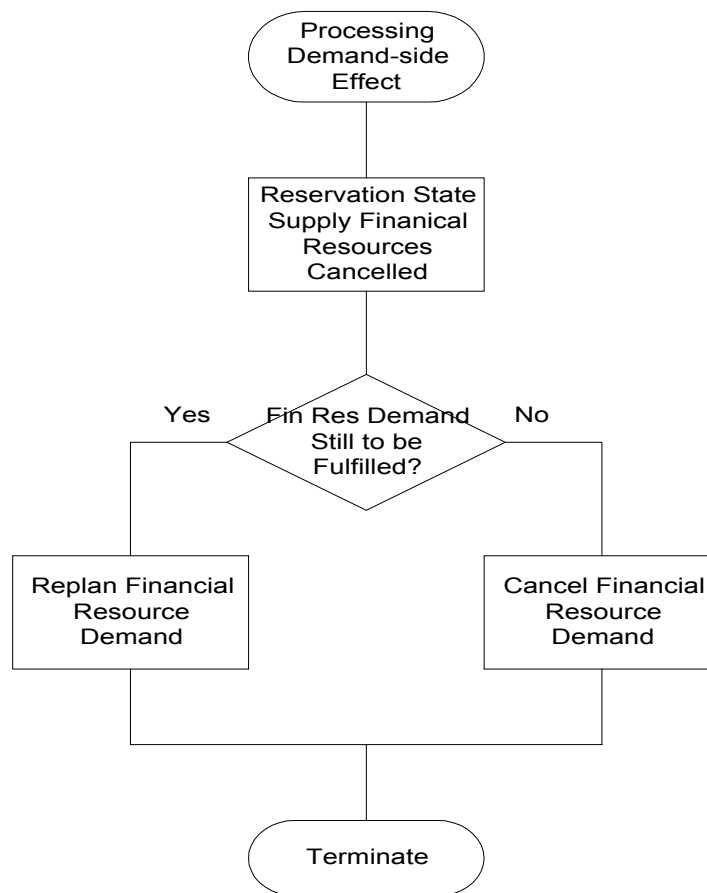 Processing
Demand-side
Effect
Reservation State
Supply Finanical
Resources
Cancelled
Yes
Fin Res Demand
Still to be
Fulfilled?
No
Replan Financial
Resource
Demand
Cancel Financial
Resource
Demand
Terminate